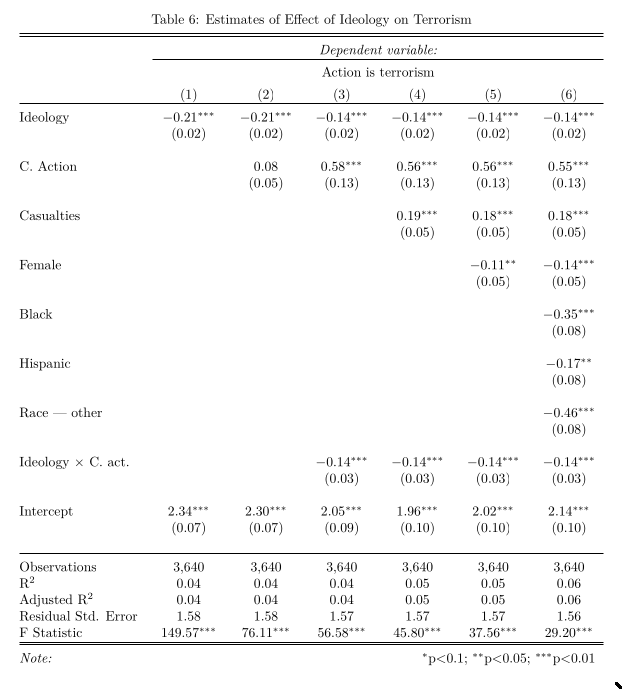 Table 6: Estimates of Effect of Ideology on Terrorism
Dependent variable:
Action is terrorism
(1) (2) (3) (4) (5) (6)
Ideology −0.21*** −0.21*** −0.14*** −0.14*** −0.14*** −0.14***
(0.02) (0.02) (0.02) (0.02) (0.02) (0.02)
C. Action 0.08 0.58*** 0.56*** 0.56*** 0.55***
(0.05) (0.13) (0.13) (0.13) (0.13)
Casualties 0.19*** 0.18*** 0.18***
(0.05) (0.05) (0.05)
Female −0.11** −0.14***
(0.05) (0.05)
Black −0.35***
(0.08)
Hispanic −0.17**
(0.08)
Race — other −0.46***
(0.08)
Ideology × C. act. −0.14*** −0.14*** −0.14*** −0.14***
(0.03) (0.03) (0.03) (0.03)
Intercept 2.34*** 2.30*** 2.05*** 1.96*** 2.02*** 2.14***
(0.07) (0.07) (0.09) (0.10) (0.10) (0.10)
Observations 3,640 3,640 3,640 3,640 3,640 3,640
R² 0.04 0.04 0.04 0.05 0.05 0.06
Adjusted R² 0.04 0.04 0.04 0.05 0.05 0.06
Residual Std. Error 1.58 1.58 1.57 1.57 1.57 1.56
F Statistic 149.57*** 76.11*** 56.58*** 45.80*** 37.56*** 29.20***
Note: *p<0.1; **p<0.05; ***p<0.01